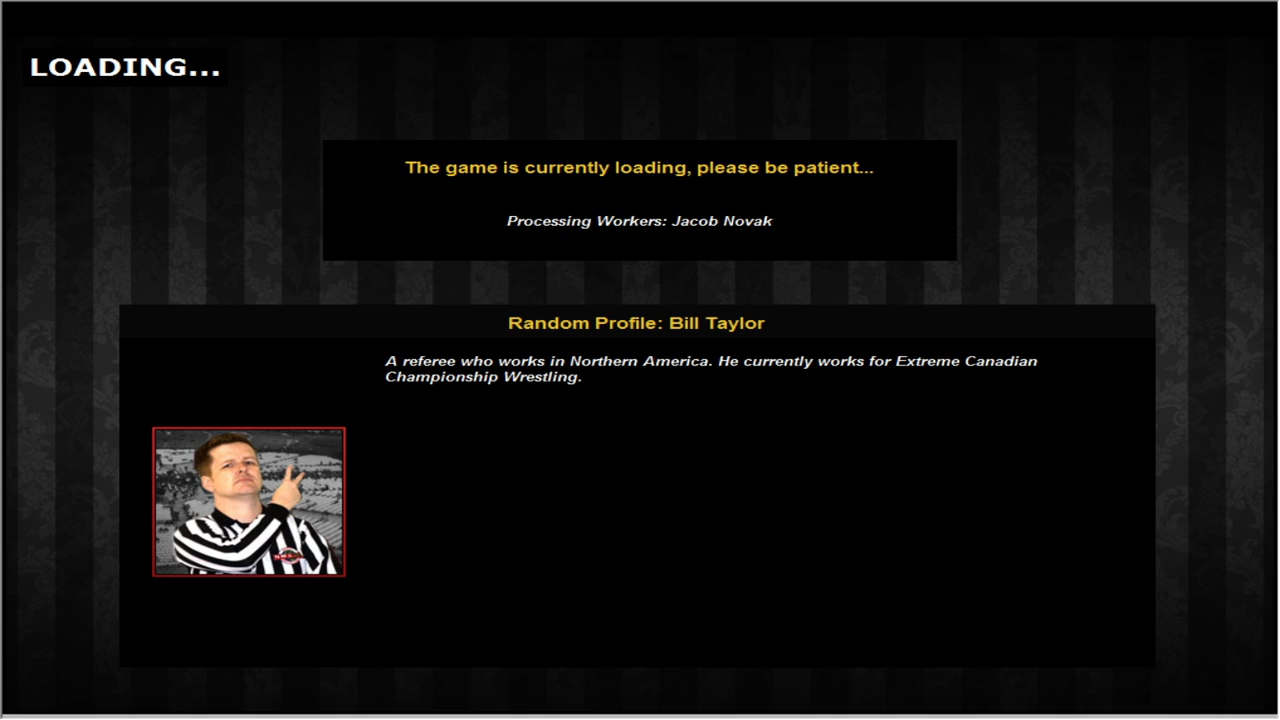 LOADING...
The game is currently loading, please be patient...
Processing Workers: Jacob Novak
Random Profile: Bill Taylor
A referee who works in Northern America. He currently works for Extreme Canadian
Championship Wrestling.